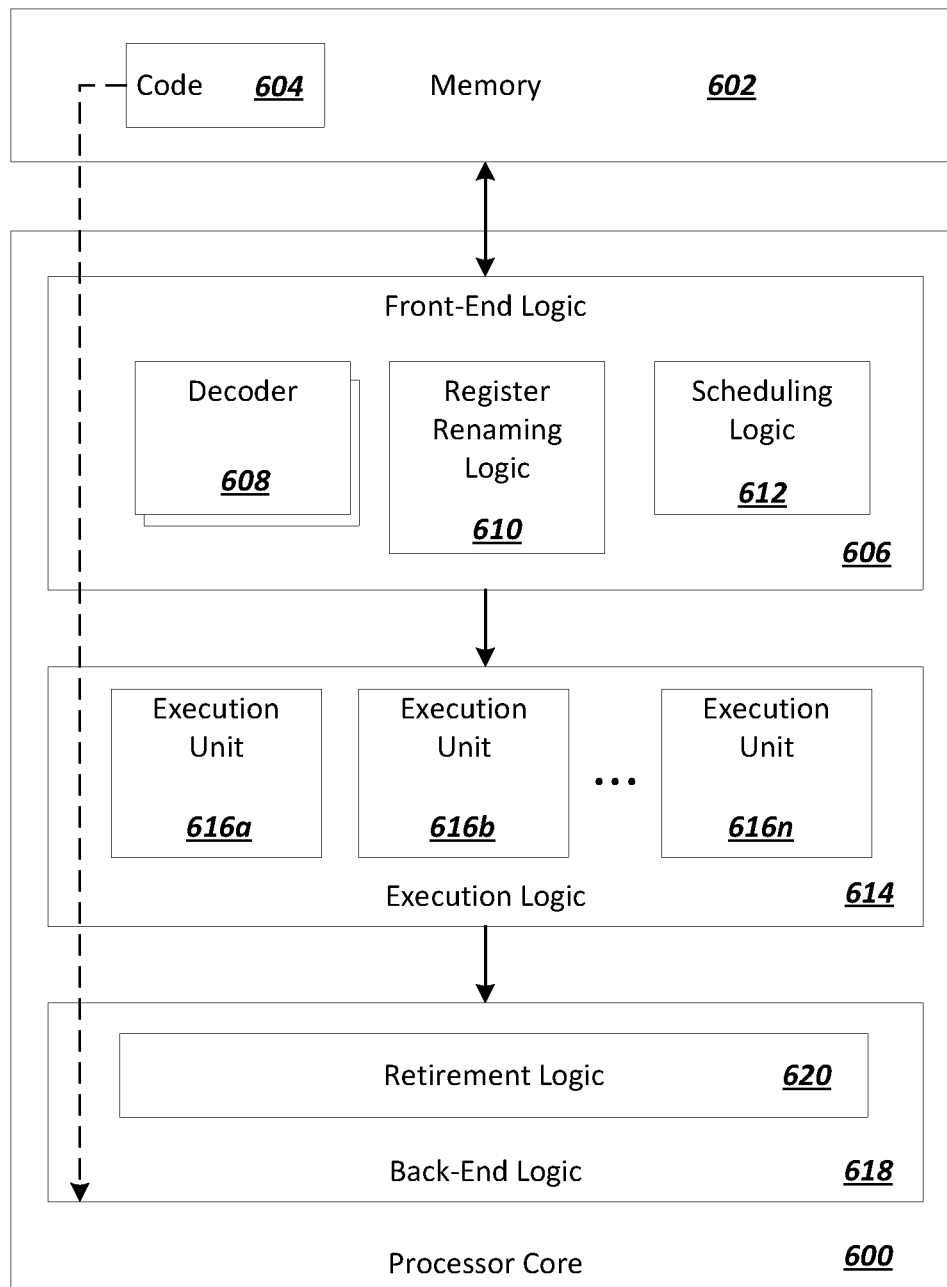 Code 604 Memory 602
Front-End Logic
Decoder Register Scheduling
Renaming Logic
Logic
608 610 612
606
Execution Execution Execution
Unit Unit Unit
...
616a 616b 616n
Execution Logic 614
Retirement Logic 620
Back-End Logic 618
Processor Core 600